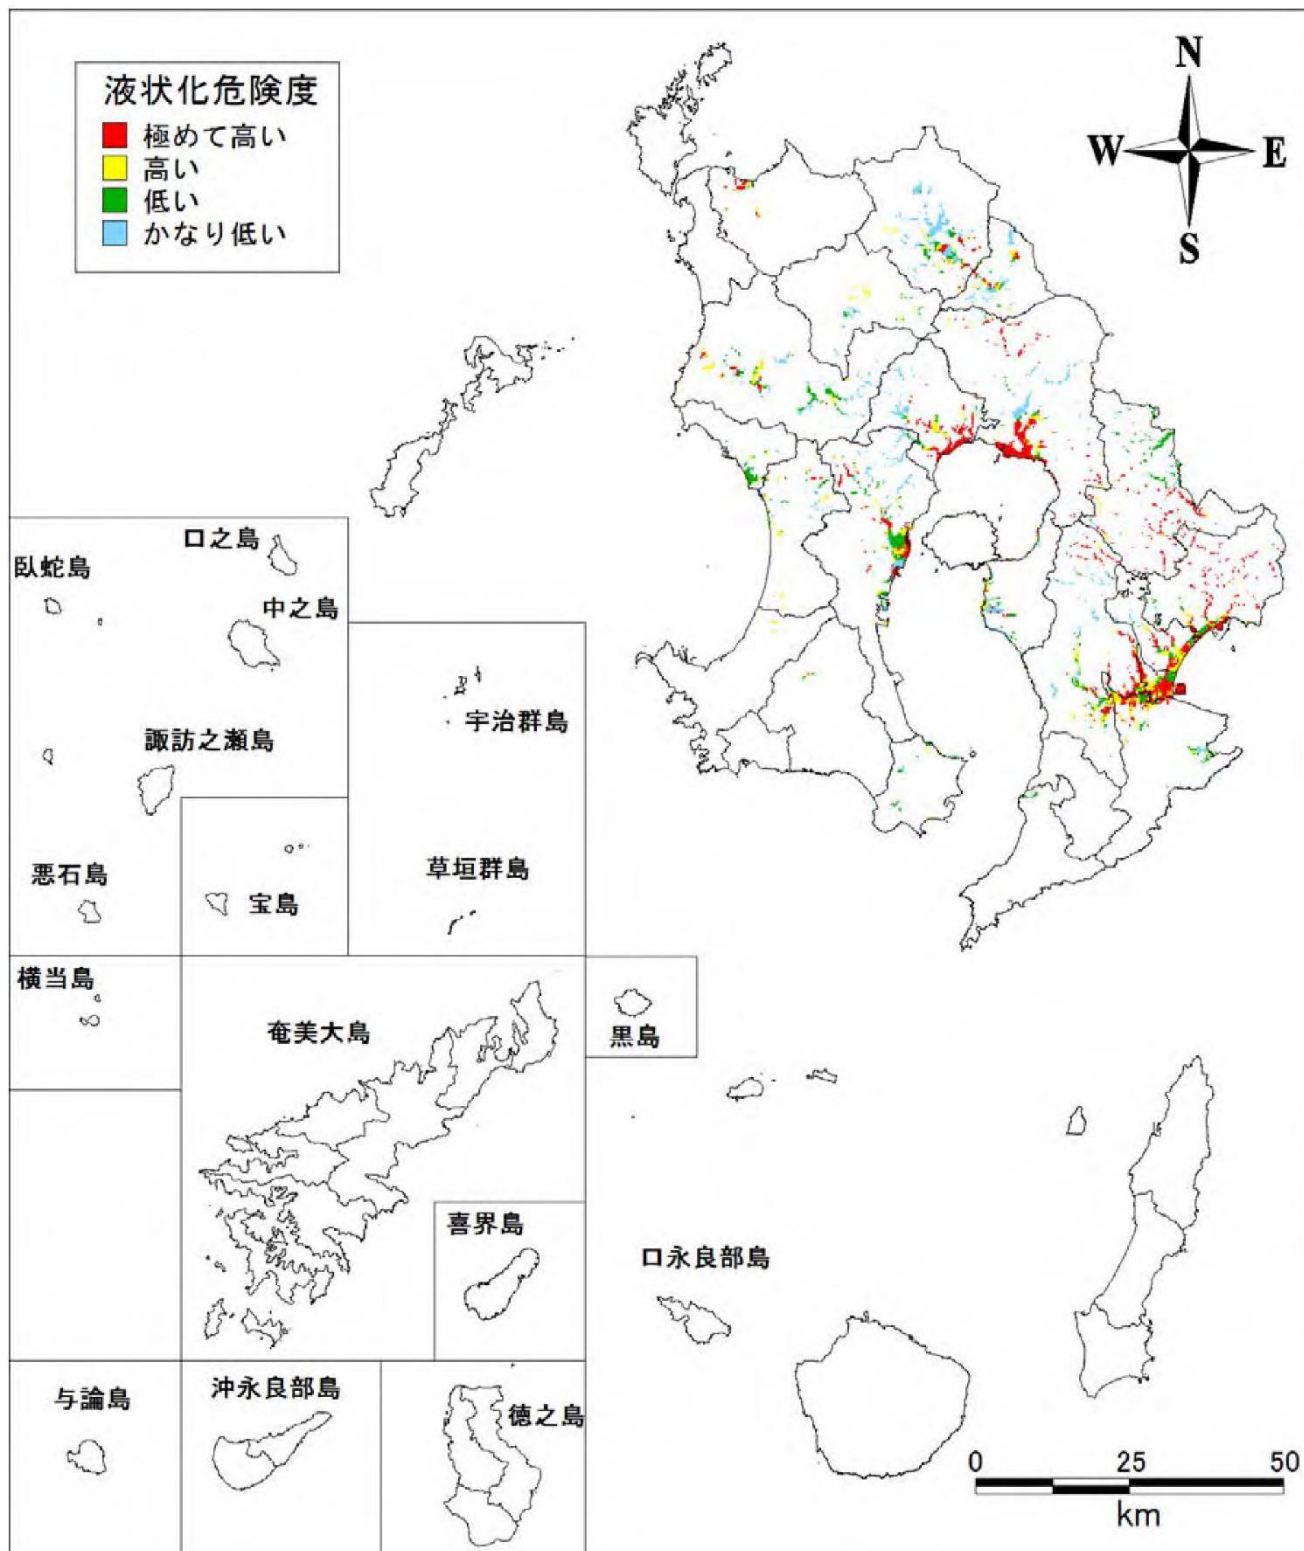 液状化危険度
極めて高い
高い
低い
かなり低い
N
W
E
S
口之島
臥蛇島
中之島
諏訪之瀬島
宇治群島
悪石島
宝島
草垣群島
横当島
奄美大島
黒島
喜界島
口永良部島
与論島
沖永良部島
徳之島
0 25 50
km